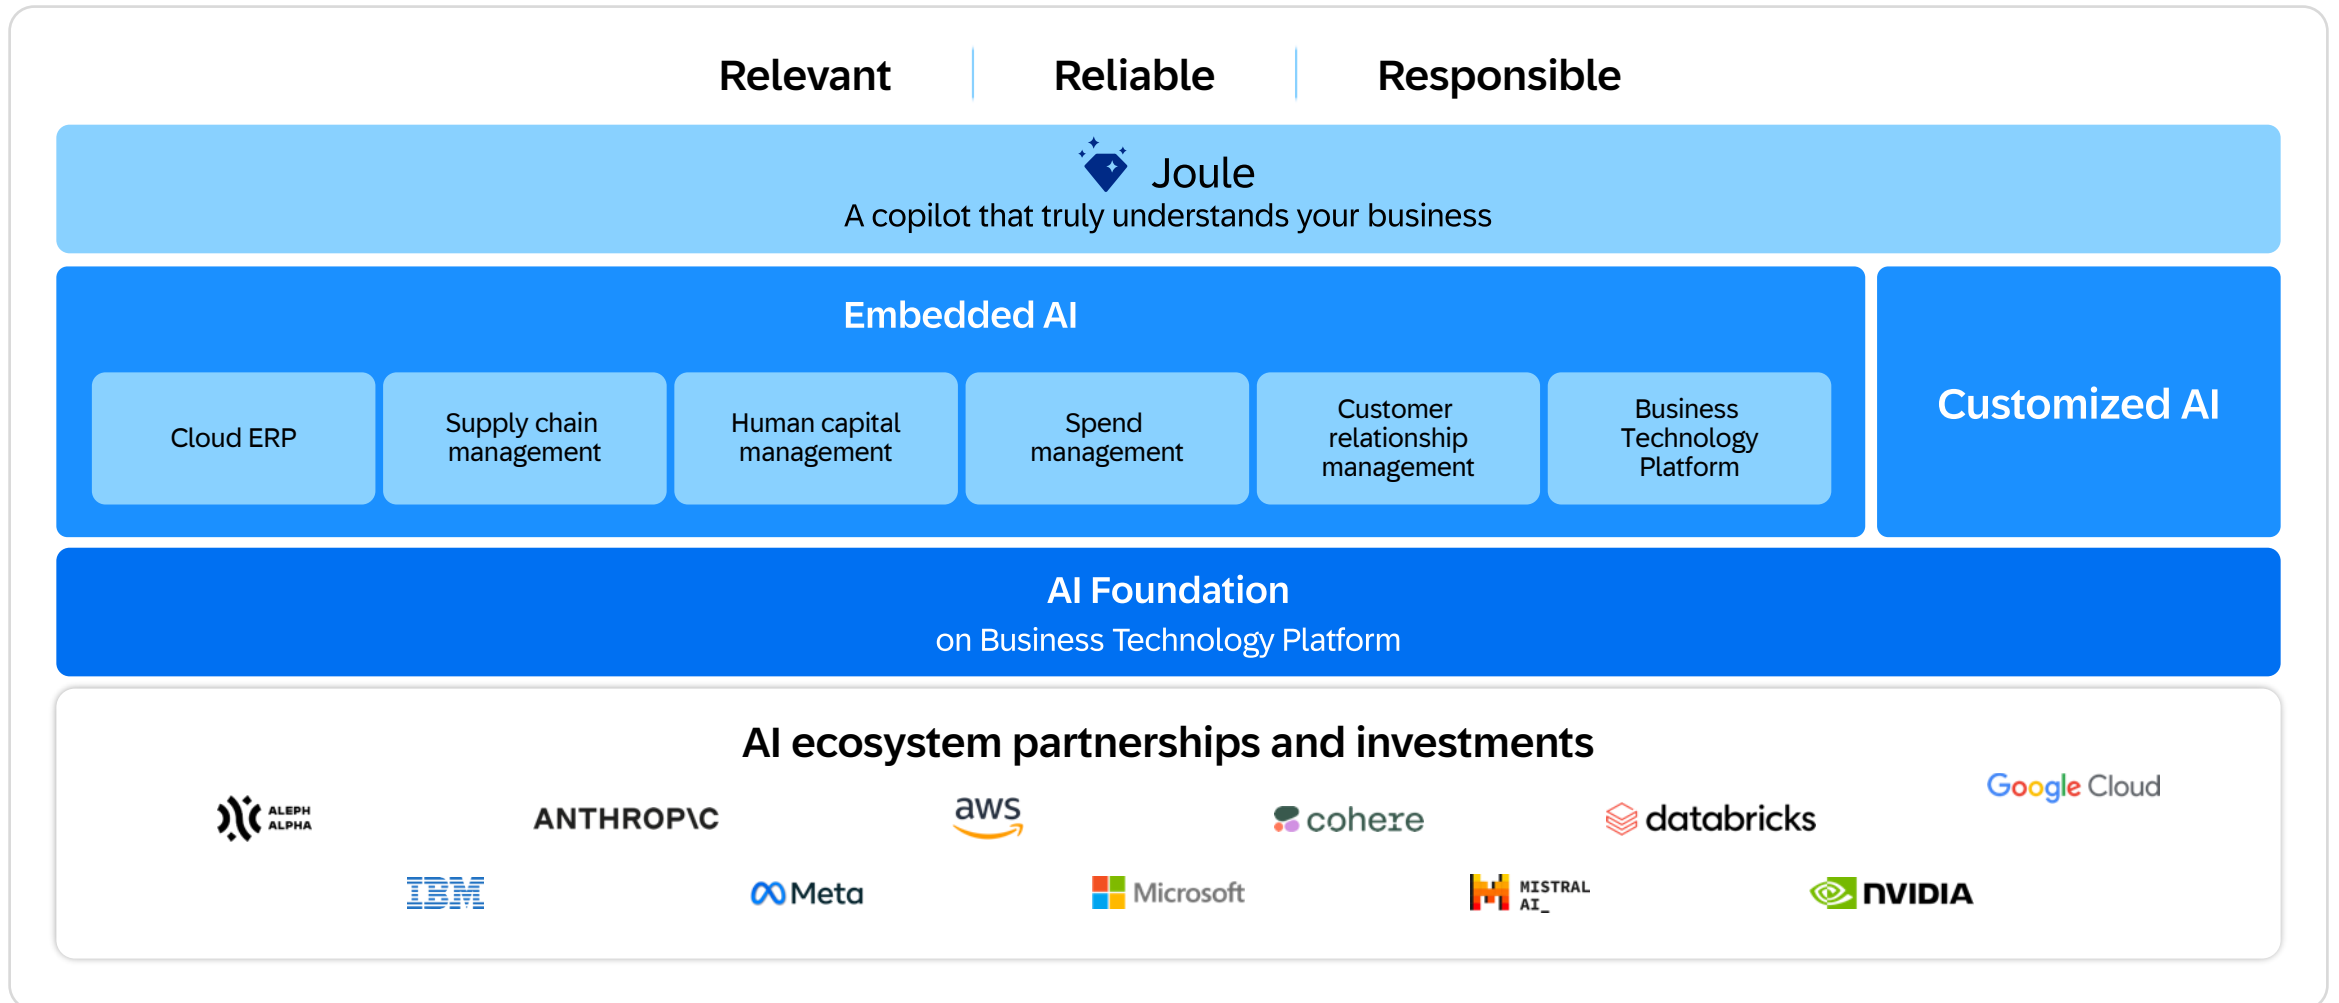 Relevant
Reliable
Responsible
Joule
A copilot that truly understands your business
Embedded AI
Cloud ERP
Supply chain
management
Human capital
management
Spend
management
Customer
relationship
management
Business
Technology
Platform
Customized AI
AI Foundation
on Business Technology Platform
AI ecosystem partnerships and investments
ALEPH
ALPHA
ANTHROP\C
aws
cohere
databricks
Google Cloud
IBM
Meta
Microsoft
MISTRAL
AI_
NVIDIA